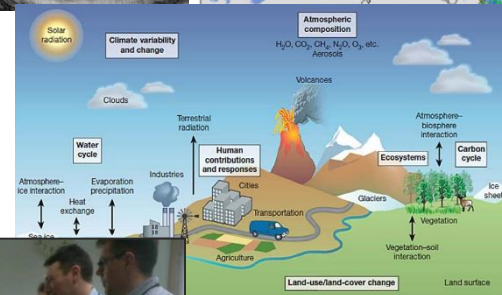 Solar
radiation
Climate variability
and change
Atmospheric
composition
H₂O, CO₂, CH₄, N₂O, O₃, etc.
Aerosols
Volcanoes
Clouds
Terrestrial
radiation
Atmosphere–
biosphere
interaction
Water
cycle
Human
contributions
and responses
Ecosystems
Carbon
cycle
Atmosphere–
ice interaction
Evaporation
precipitation
Industries
Cities
Heat
exchange
Glaciers
Ice
sheet
Transportation
Vegetation
Sea ice
Agriculture
Vegetation–soil
interaction
Land-use/land-cover change
Land surface